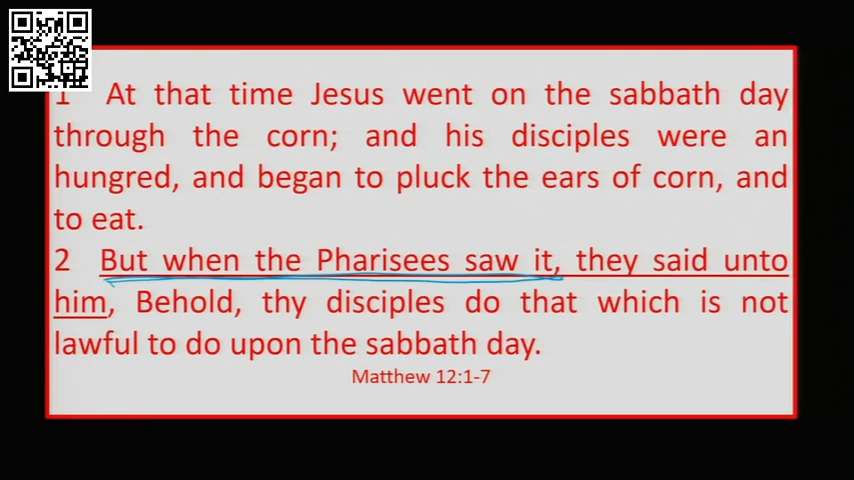 1 At that time Jesus went on the sabbath day
through the corn; and his disciples were an
hungred, and began to pluck the ears of corn, and
to eat.
2 But when the Pharisees saw it, they said unto
him, Behold, thy disciples do that which is not
lawful to do upon the sabbath day.
Matthew 12:1-7